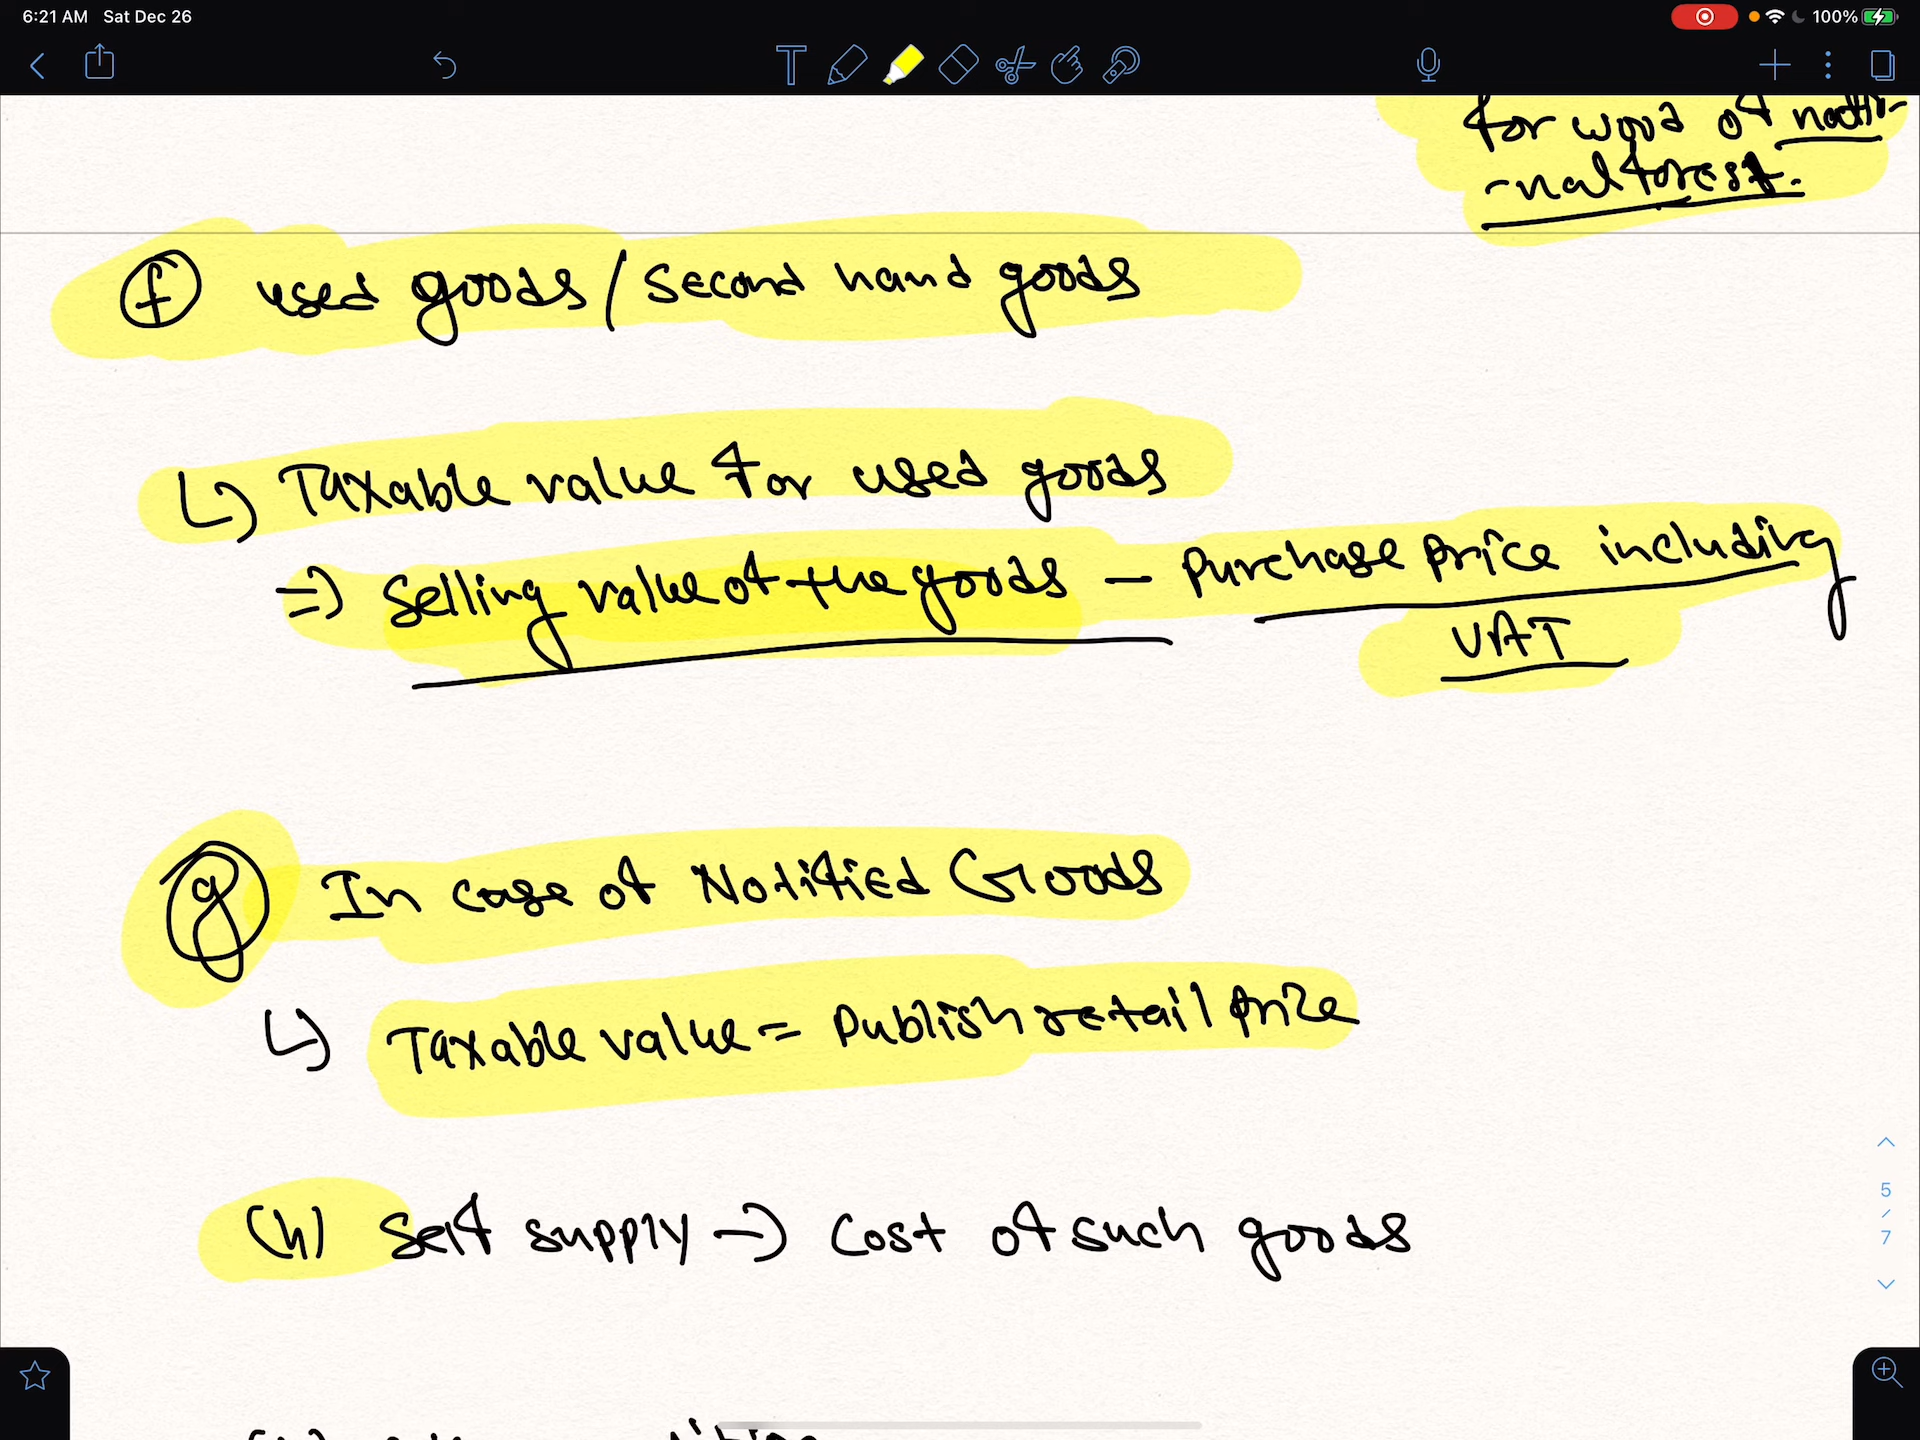 6:21 AM Sat Dec 26
100%
for wood of natio-
-nal forest.
(f) used goods / second hand goods
↳ Taxable value for used goods
=> Selling value of the goods - Purchase price including
VAT
(g) In case of Notified Goods
↳ Taxable value = Publish retail prize
(h) Self supply → Cost of such goods
5
/
7